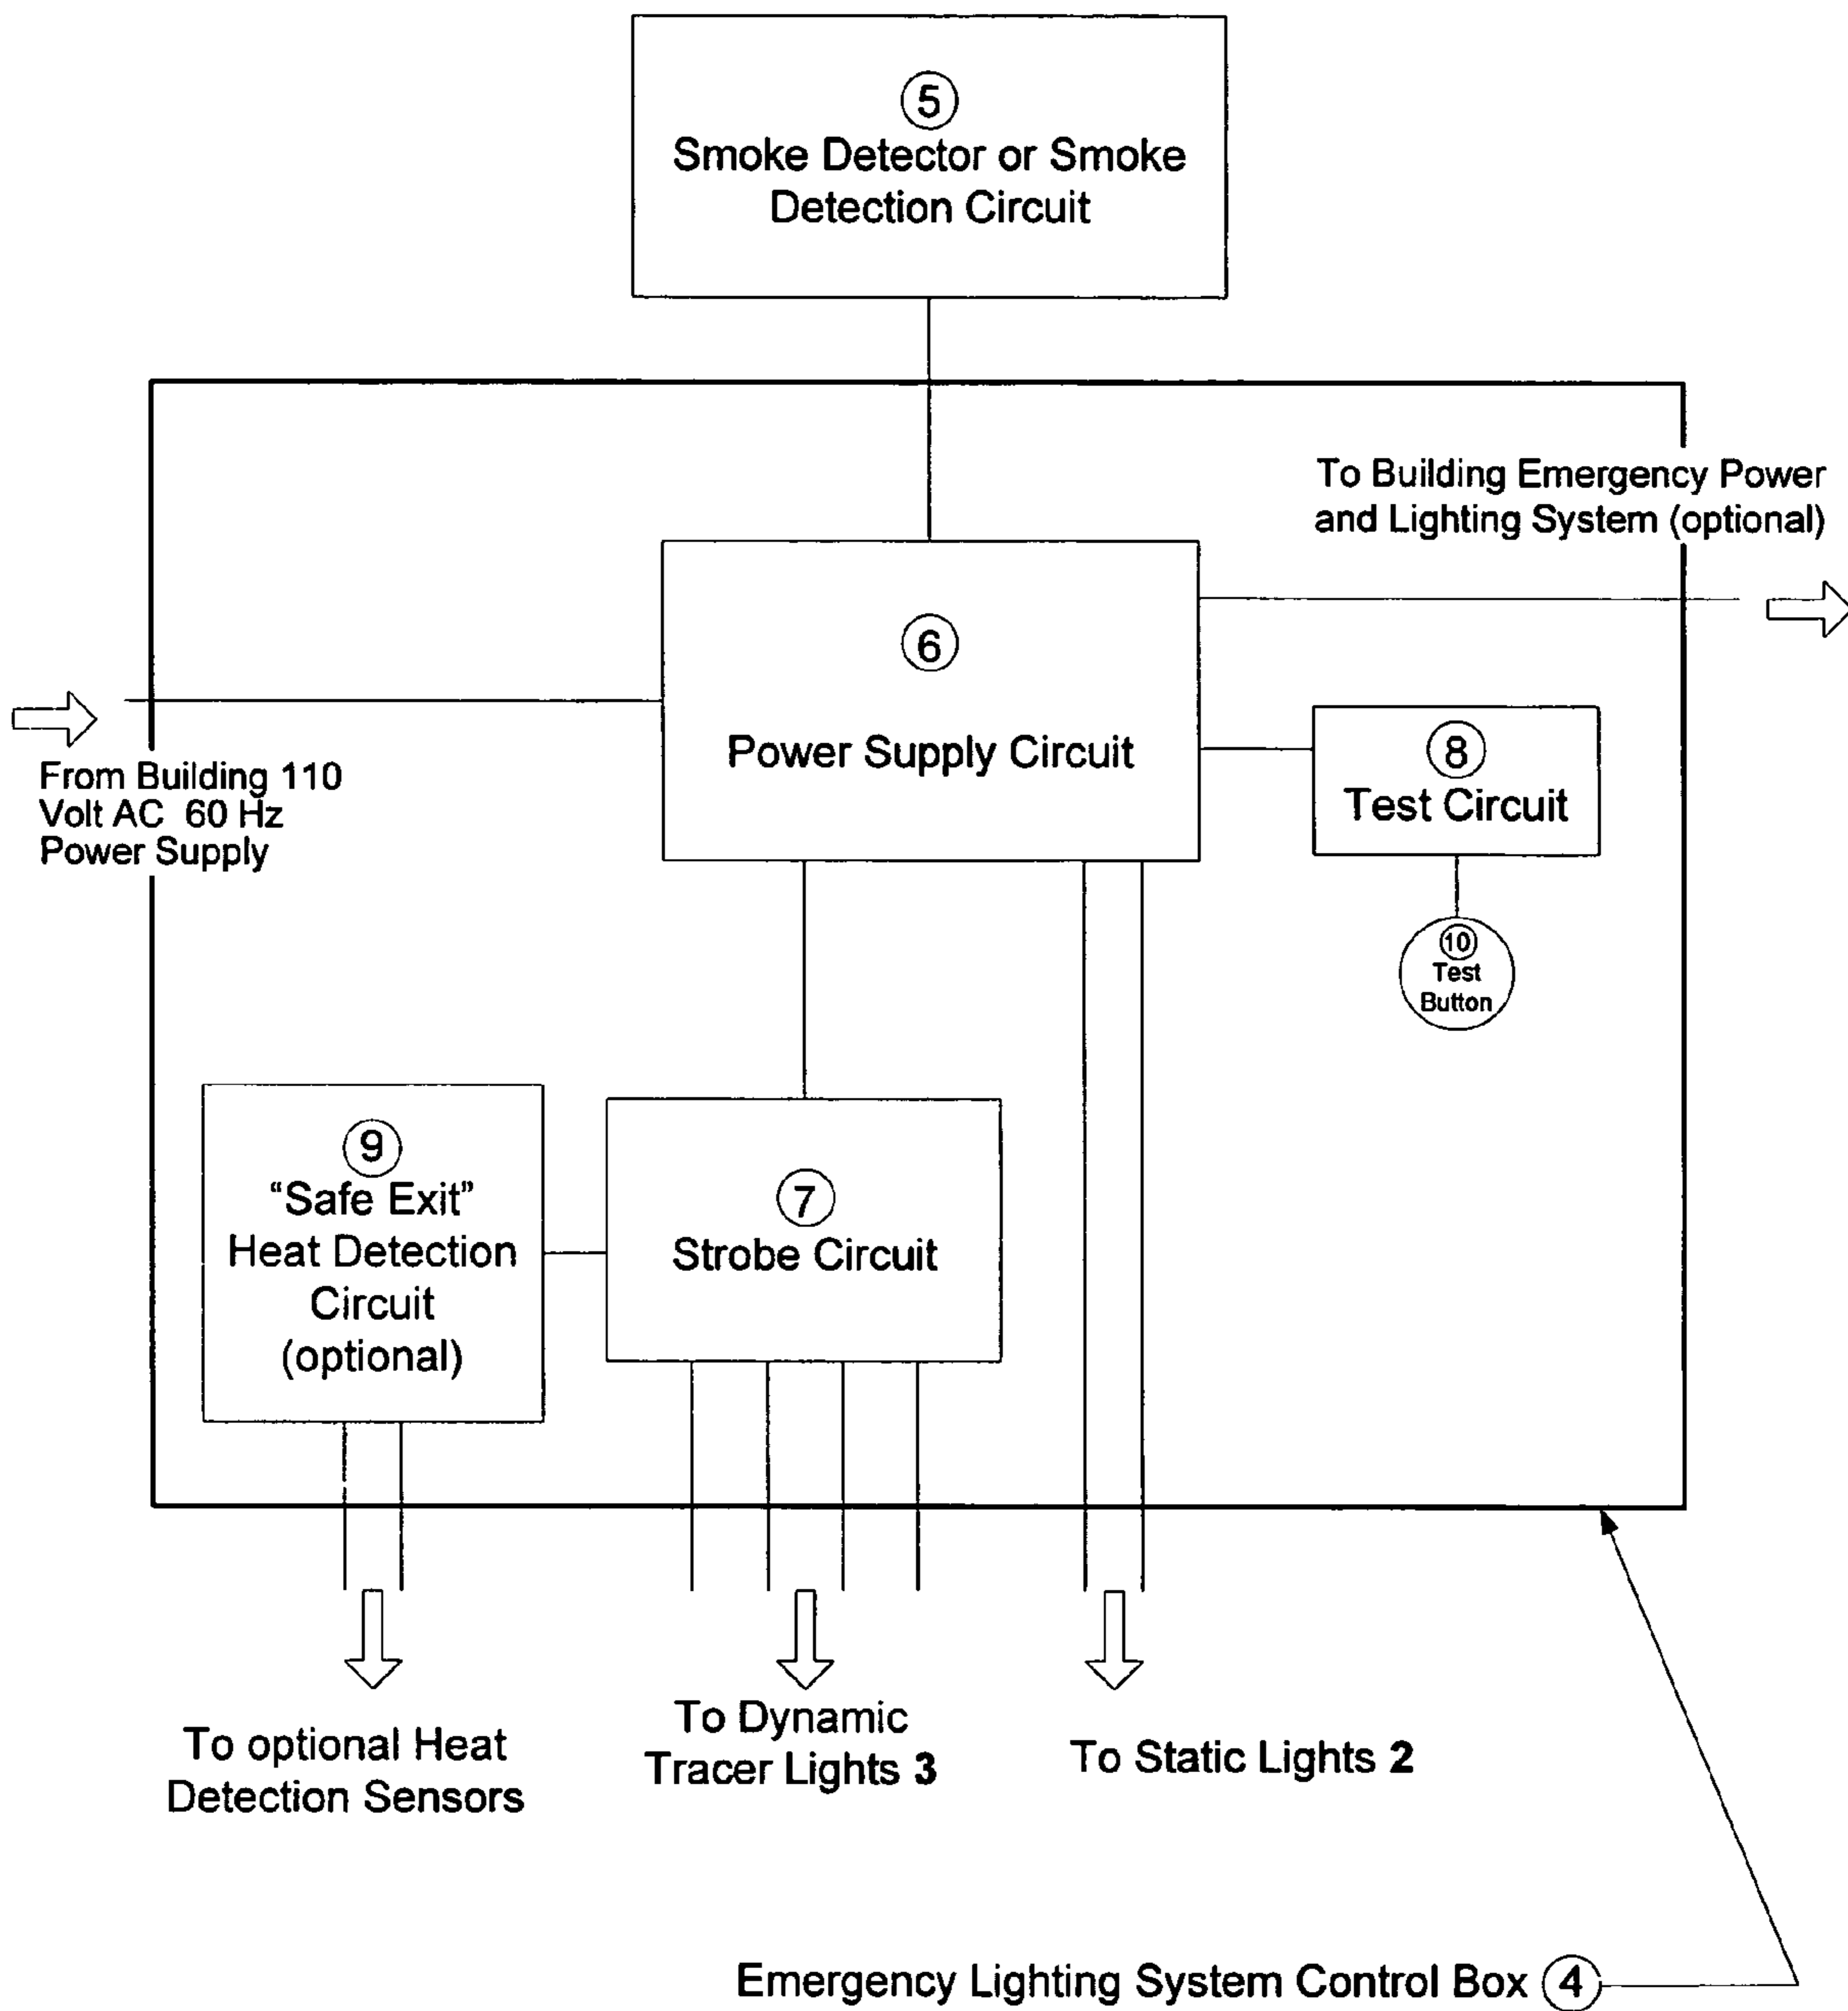 5
Smoke Detector or Smoke
Detection Circuit
To Building Emergency Power
and Lighting System (optional)
6
Power Supply Circuit
From Building 110
Volt AC 60 Hz
Power Supply
8
Test Circuit
10
Test
Button
9
“Safe Exit”
Heat Detection
Circuit
(optional)
7
Strobe Circuit
To optional Heat
Detection Sensors
To Dynamic
Tracer Lights 3
To Static Lights 2
Emergency Lighting System Control Box 4